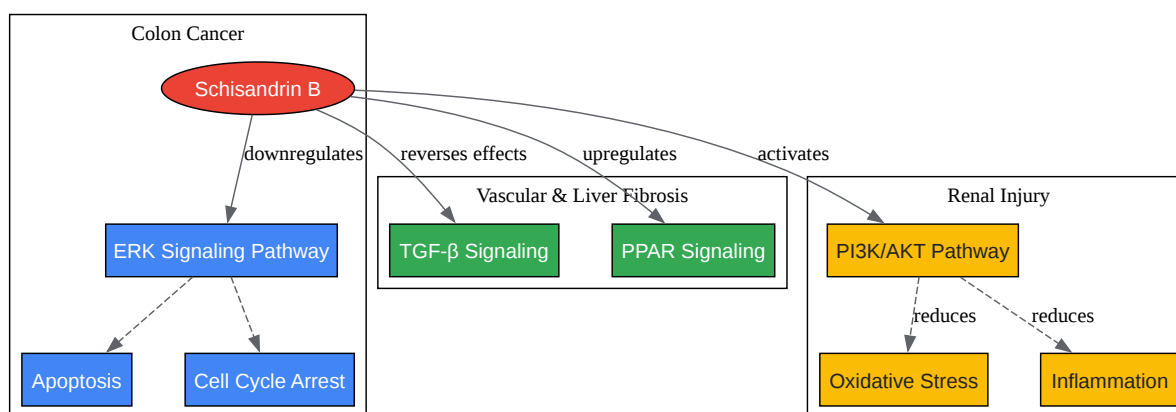 Colon Cancer
Schisandrin B
downregulates
reverses effects
upregulates
activates
Vascular & Liver Fibrosis
Renal Injury
ERK Signaling Pathway
TGF-β Signaling
PPAR Signaling
PI3K/AKT Pathway
reduces
reduces
Apoptosis
Cell Cycle Arrest
Oxidative Stress
Inflammation